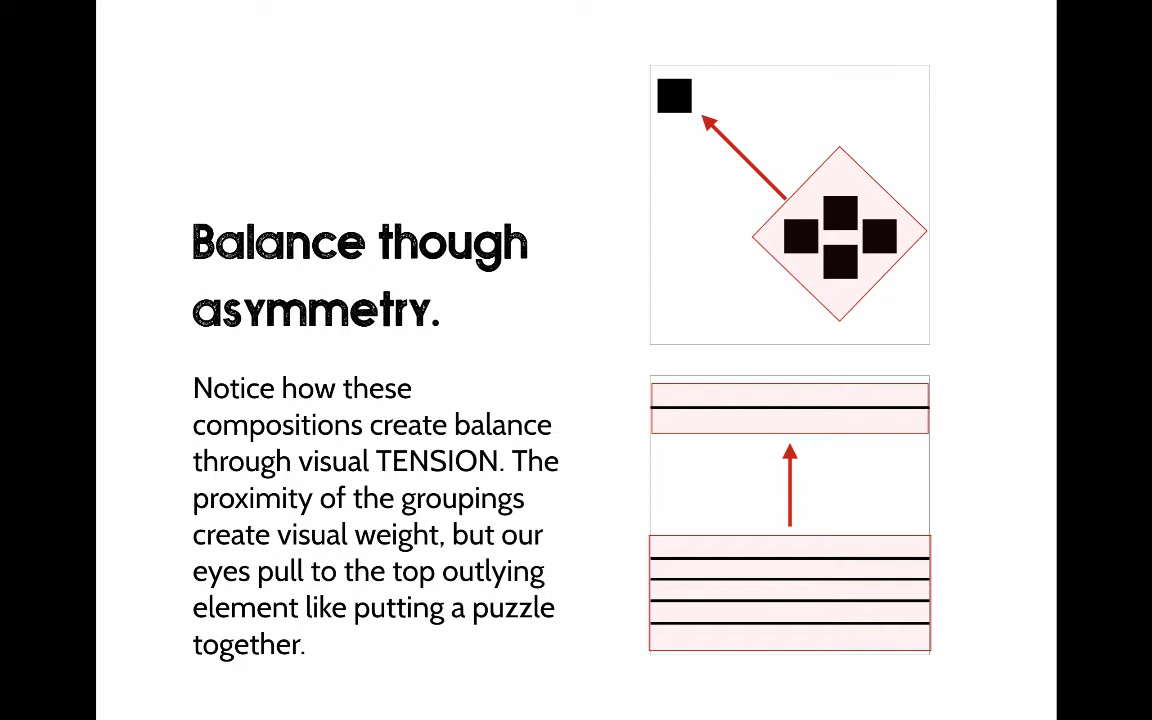 Balance though
asymmetry.
Notice how these
compositions create balance
through visual TENSION. The
proximity of the groupings
create visual weight, but our
eyes pull to the top outlying
element like putting a puzzle
together.